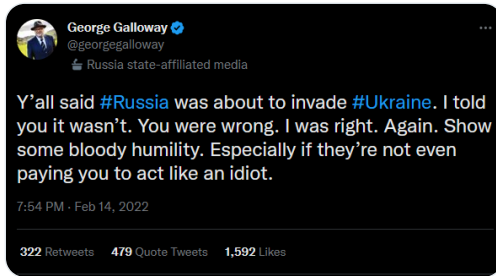 George Galloway
@georgegalloway
Russia state-affiliated media
Y'all said #Russia was about to invade #Ukraine. I told
you it wasn't. You were wrong. I was right. Again. Show
some bloody humility. Especially if they're not even
paying you to act like an idiot.
7:54 PM · Feb 14, 2022
322 Retweets 479 Quote Tweets 1,592 Likes